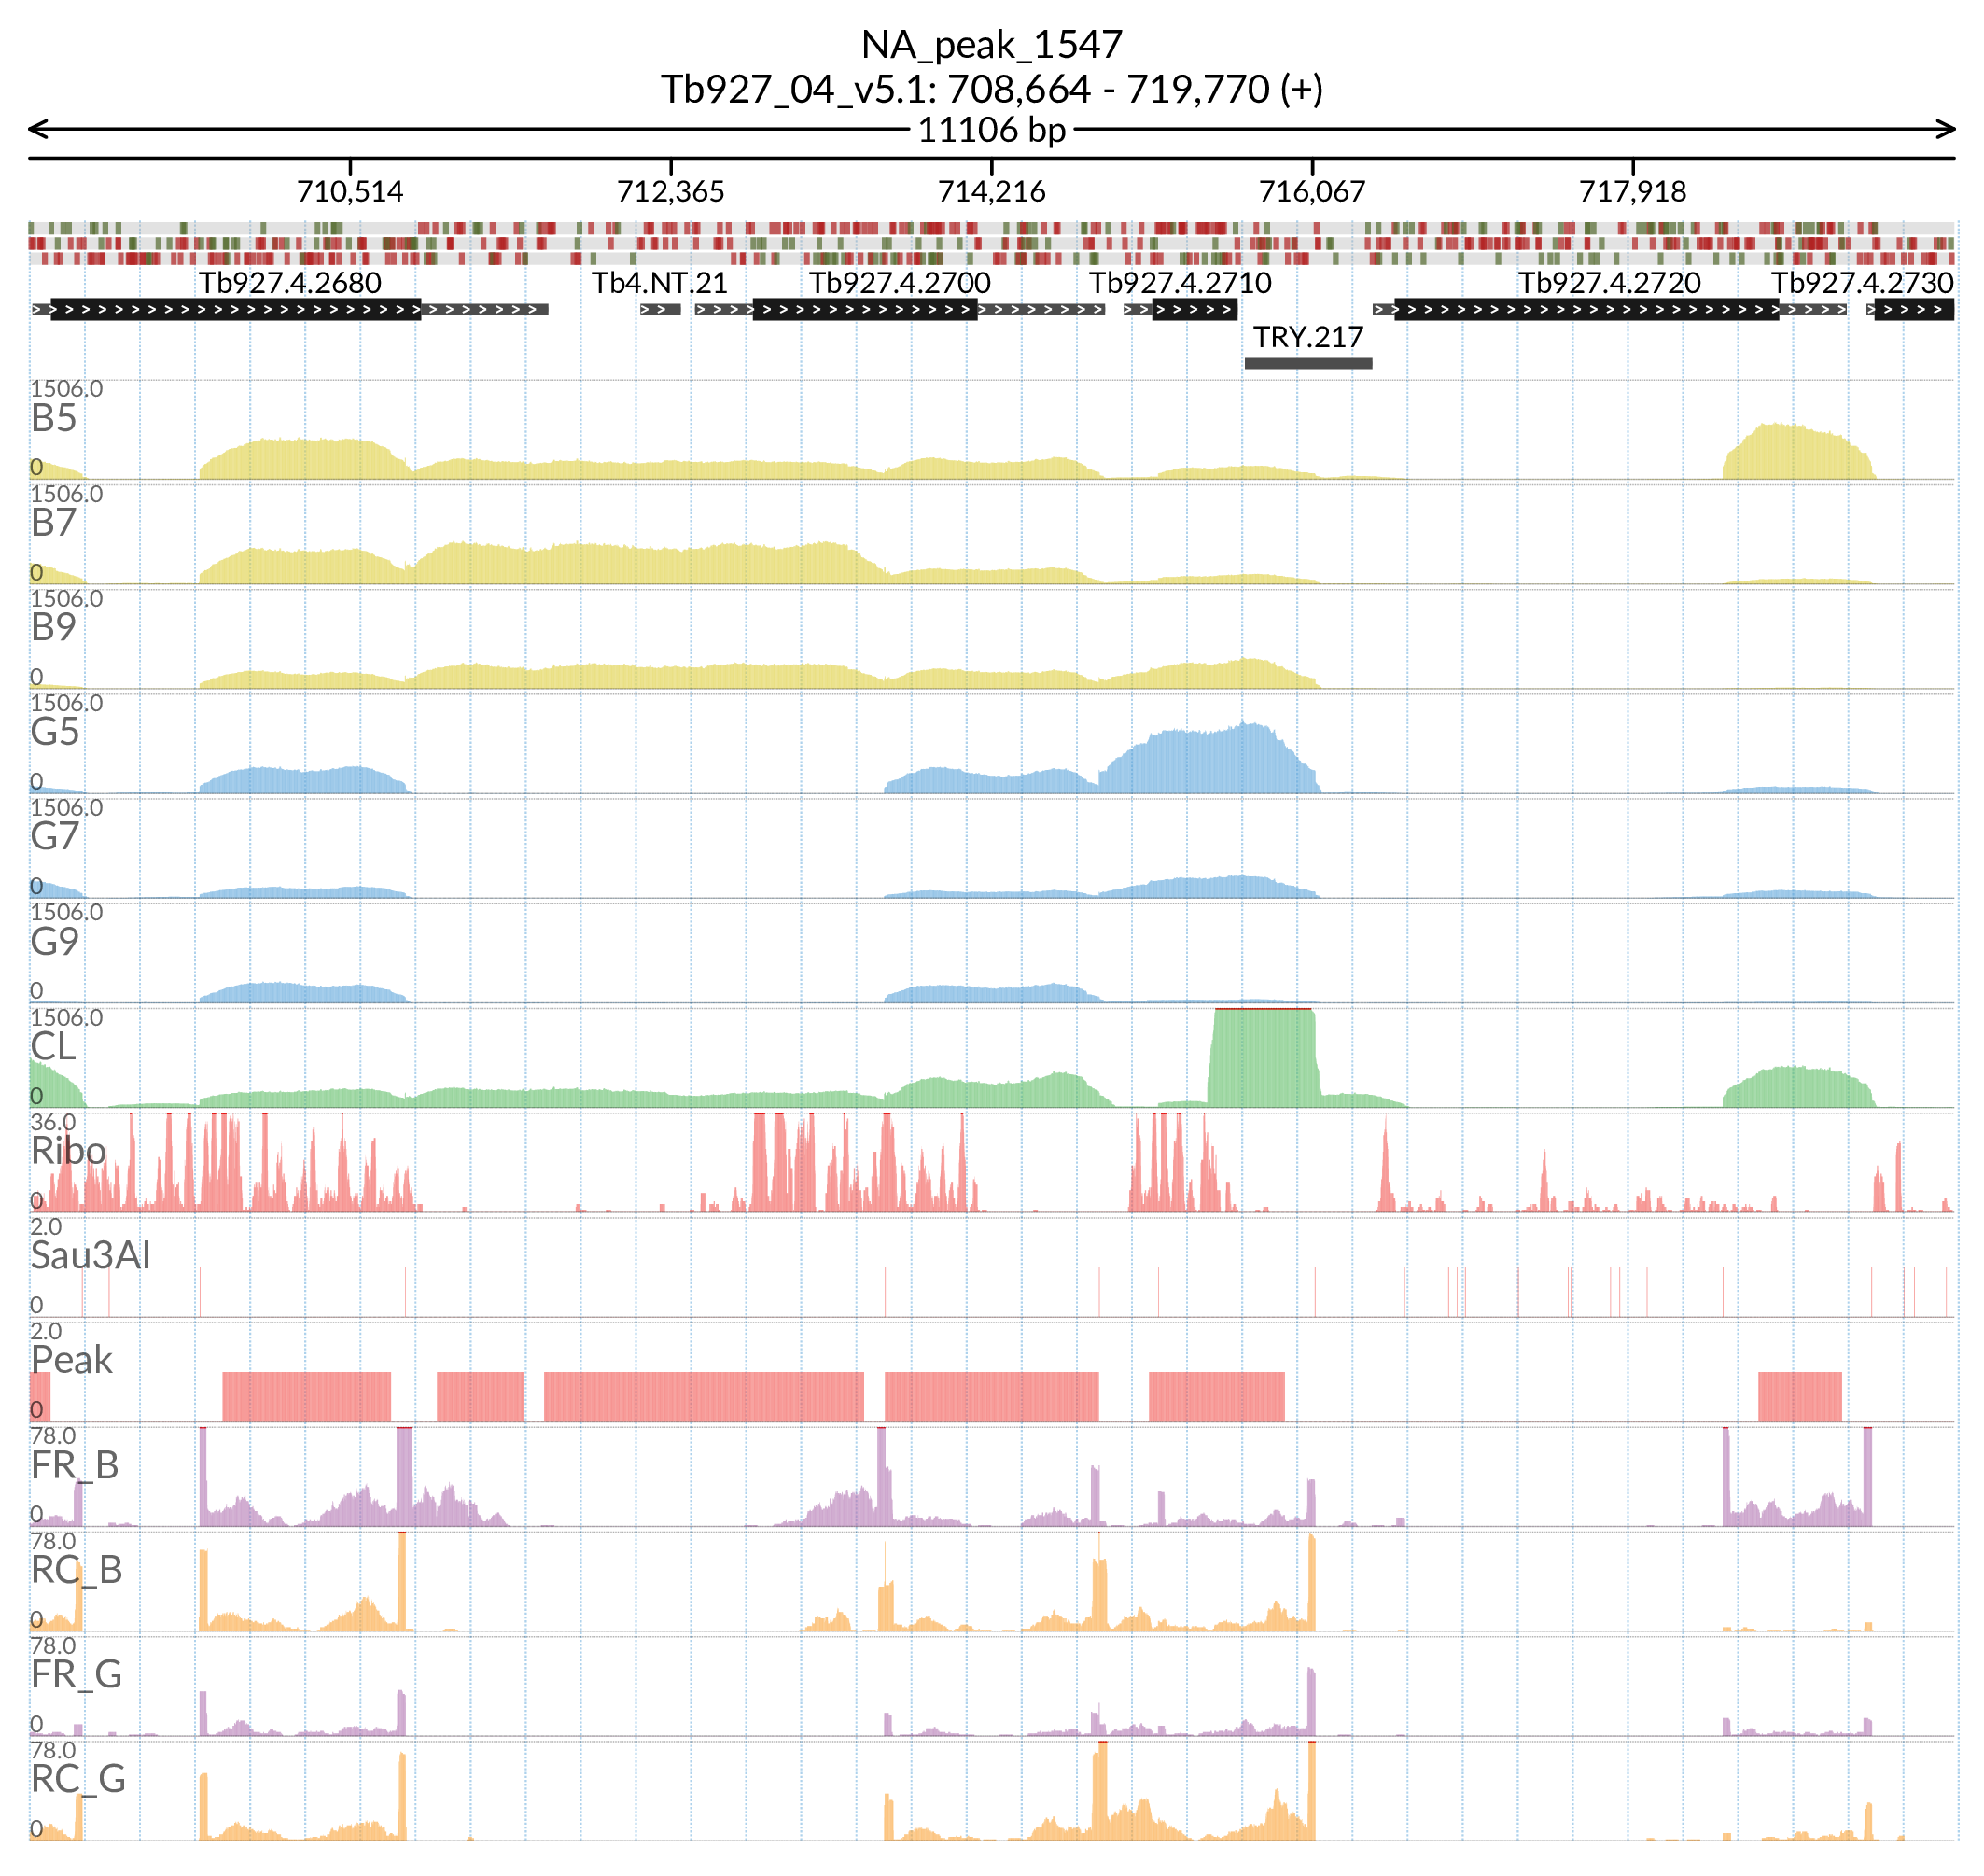 NA_peak_1547
Tb927_04_v5.1: 708,664 - 719,770 (+)
11106 bp
710,514 712,365 714,216 716,067 717,918
Tb927.4.2680 Tb4.NT.21 Tb927.4.2700 Tb927.4.2710 Tb927.4.2720 Tb927.4.2730
TRY.217
1506.0
B5
0
1506.0
B7
0
1506.0
B9
0
1506.0
G5
0
1506.0
G7
0
1506.0
G9
0
1506.0
CL
0
36.0
Ribo
0
2.0
Sau3AI
0
2.0
Peak
0
78.0
FR_B
0
78.0
RC_B
0
78.0
FR_G
0
78.0
RC_G
0